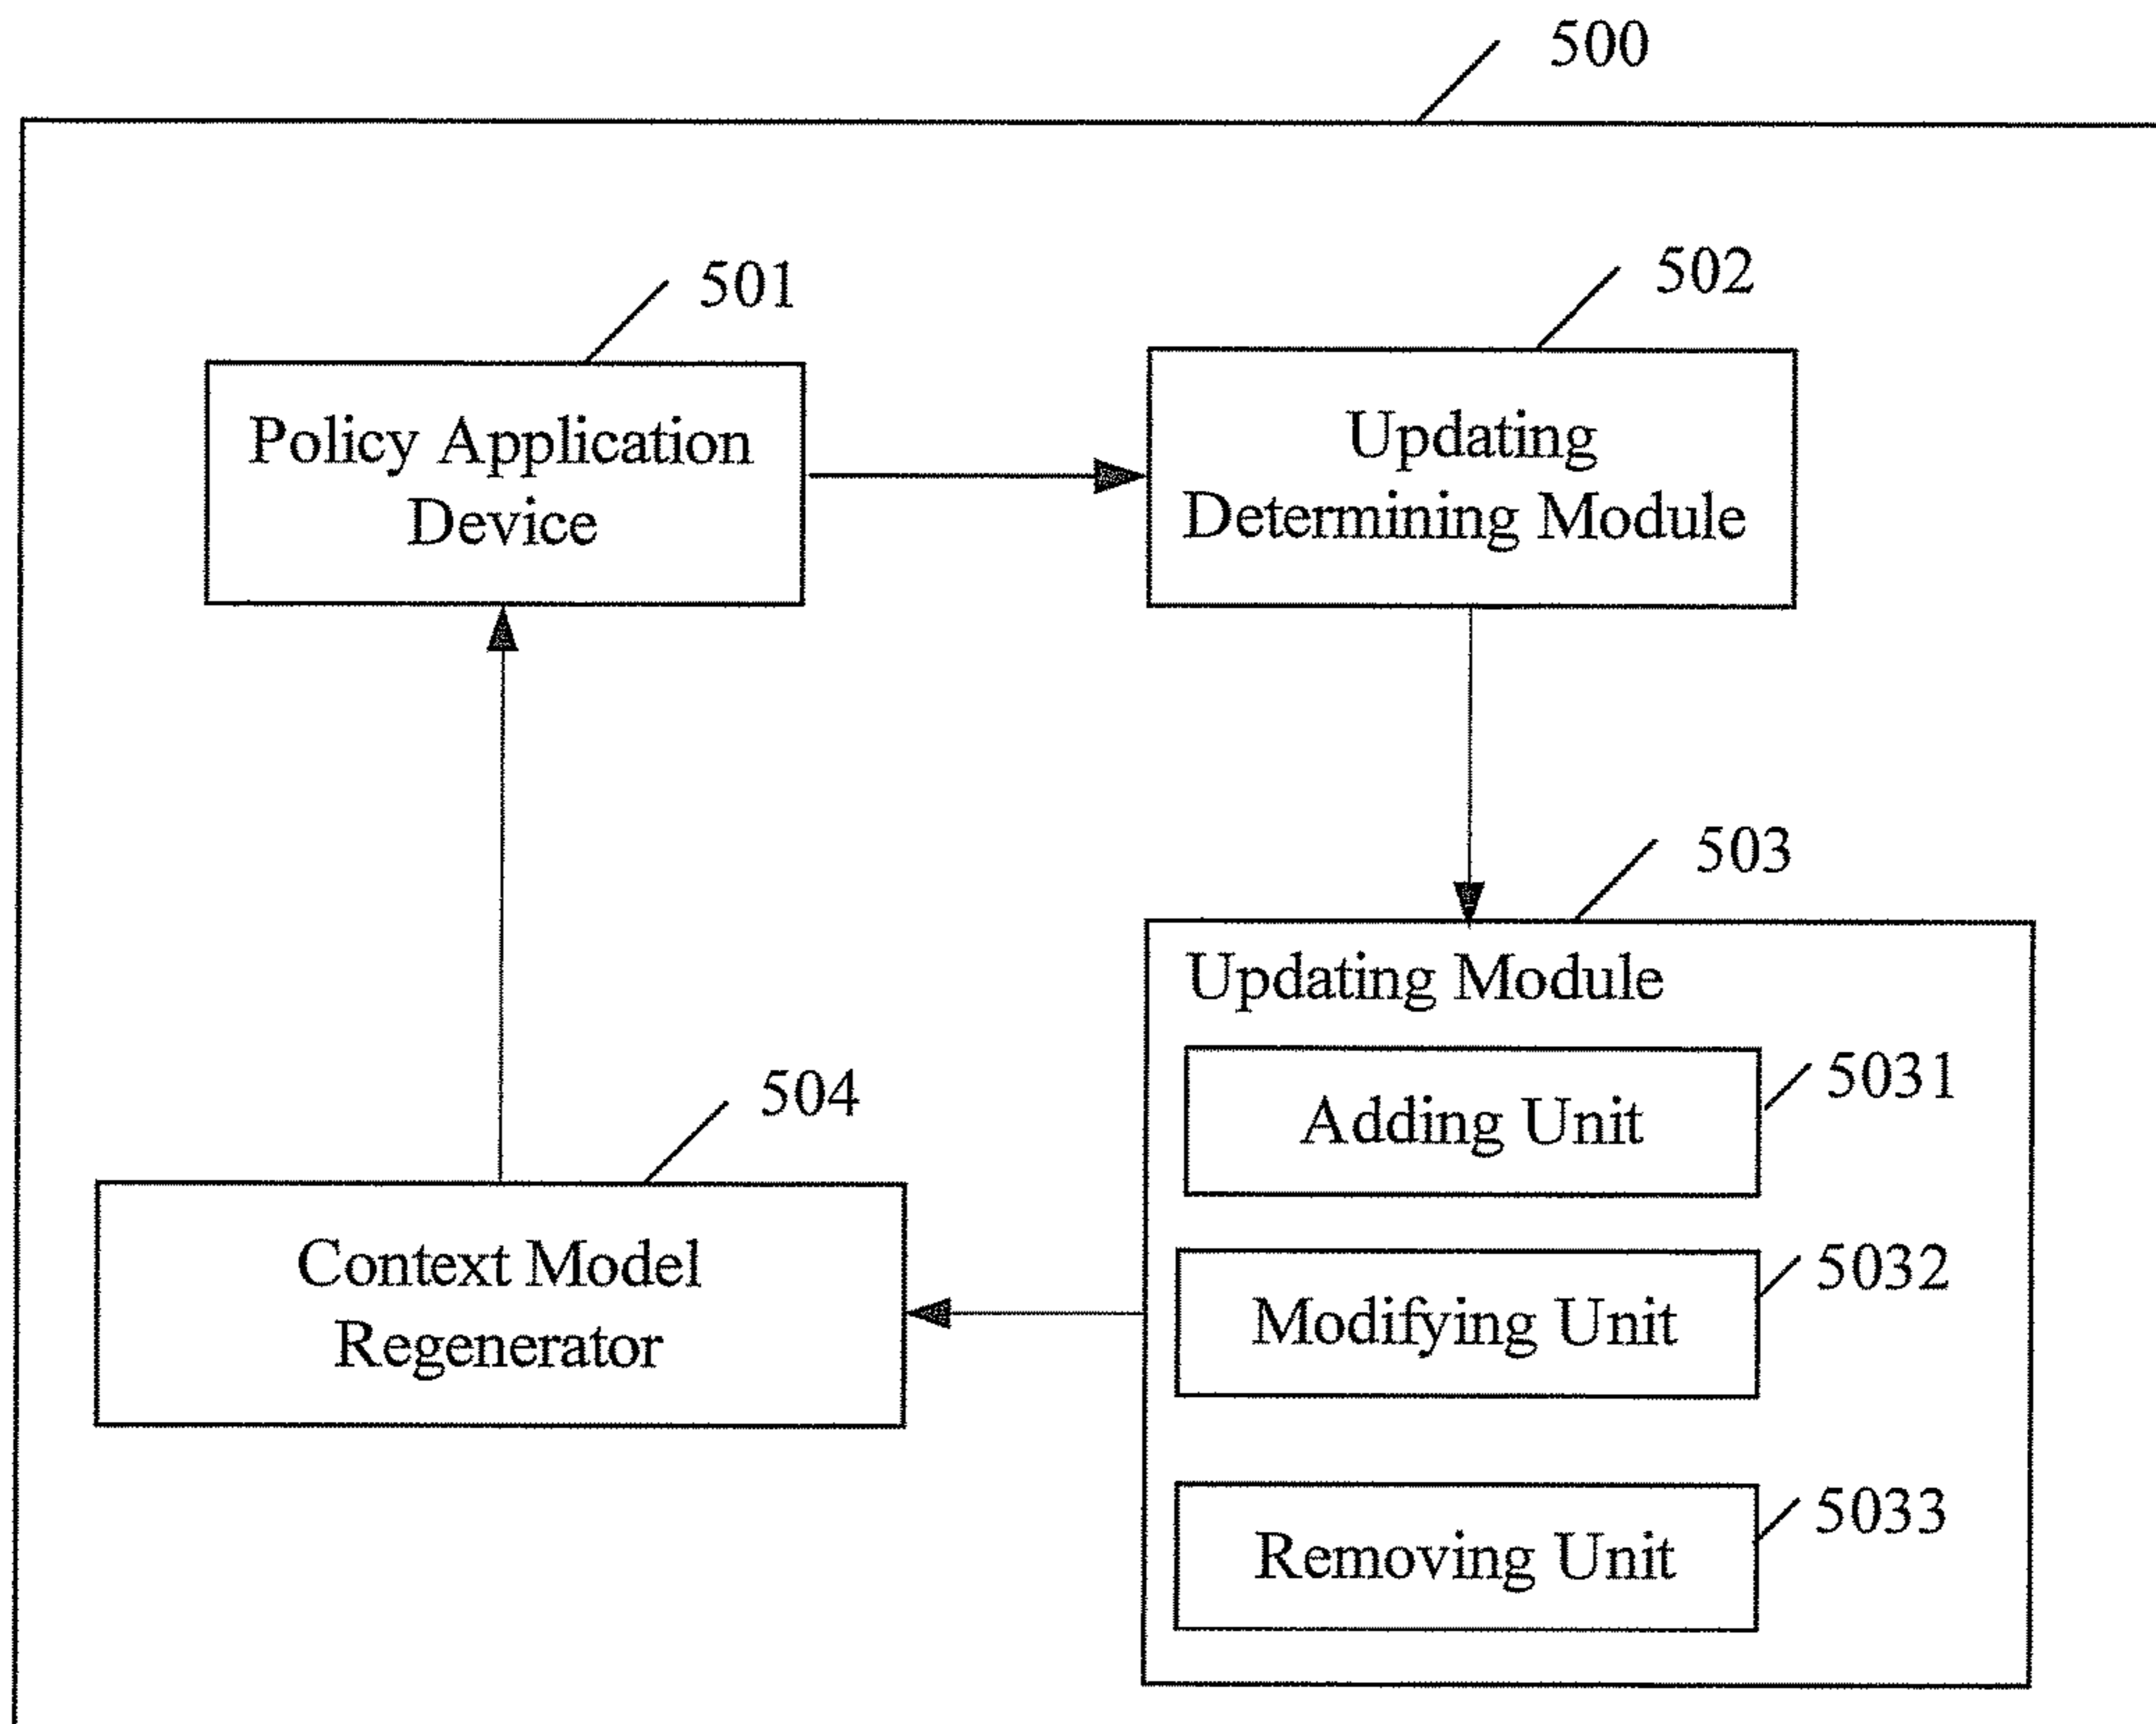 500
501
502
Policy Application
Device
Updating
Determining Module
503
Updating Module
Adding Unit
5031
504
Context Model
Regenerator
Modifying Unit
5032
Removing Unit
5033